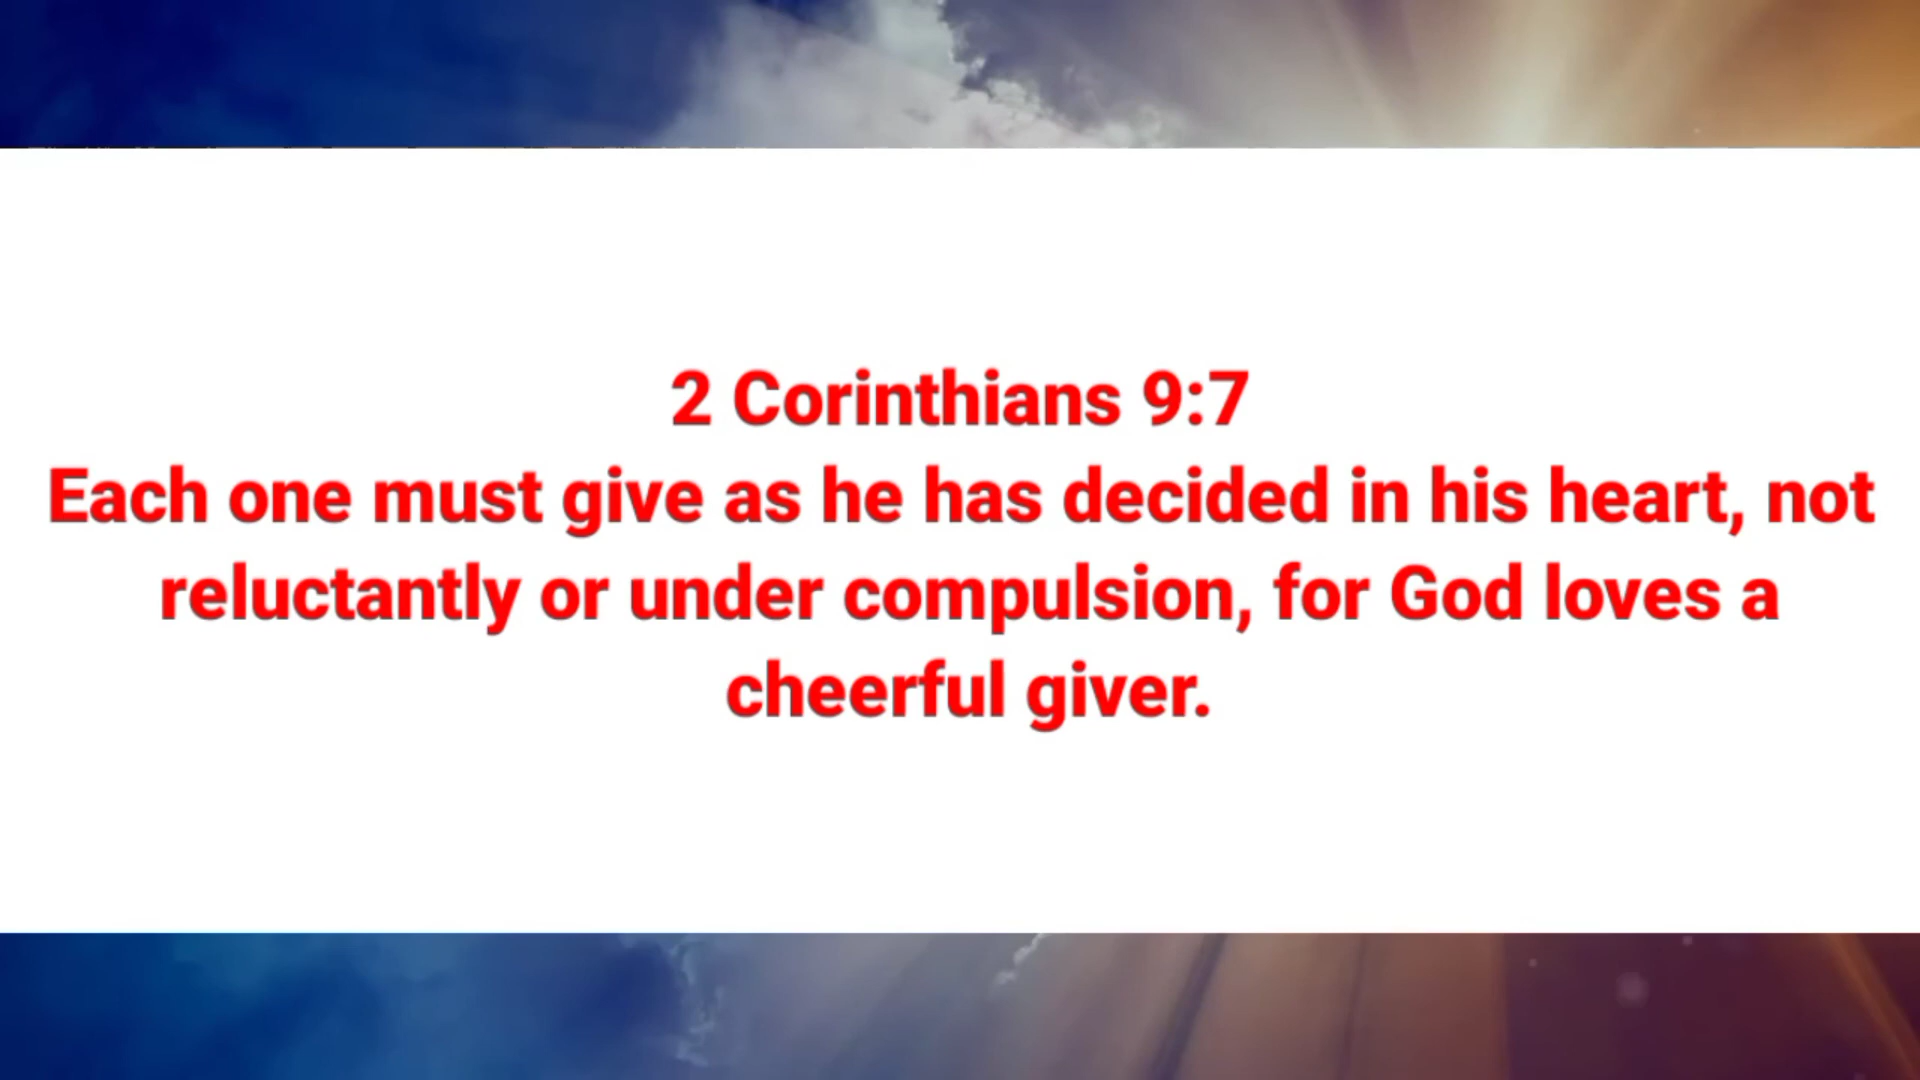 2 Corinthians 9:7
Each one must give as he has decided in his heart, not
reluctantly or under compulsion, for God loves a
cheerful giver.